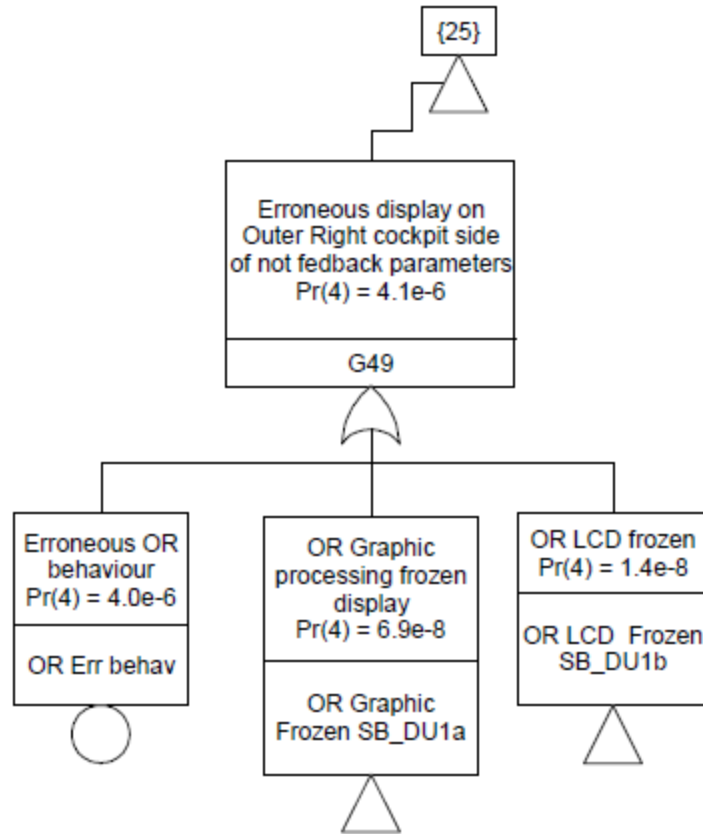 {25}
Erroneous display on
Outer Right cockpit side
of not fedback parameters
Pr(4) = 4.1e-6
G49
Erroneous OR
behaviour
Pr(4) = 4.0e-6
OR Err behav
OR Graphic
processing frozen
display
Pr(4) = 6.9e-8
OR Graphic
Frozen SB_DU1a
OR LCD frozen
Pr(4) = 1.4e-8
OR LCD  Frozen
SB_DU1b